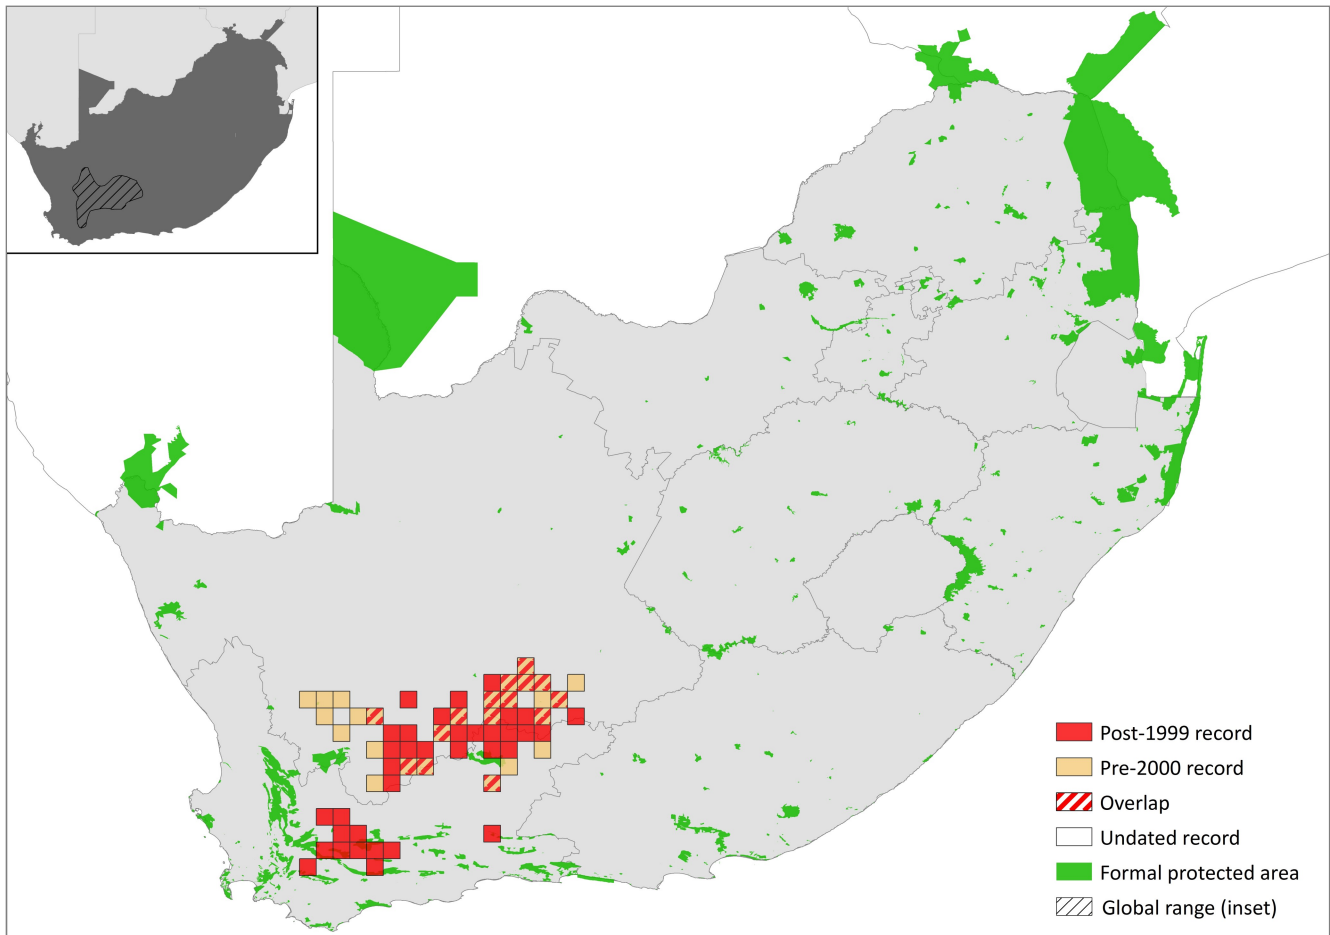 Post-1999 record
Pre-2000 record
Overlap
Undated record
Formal protected area
Global range (inset)